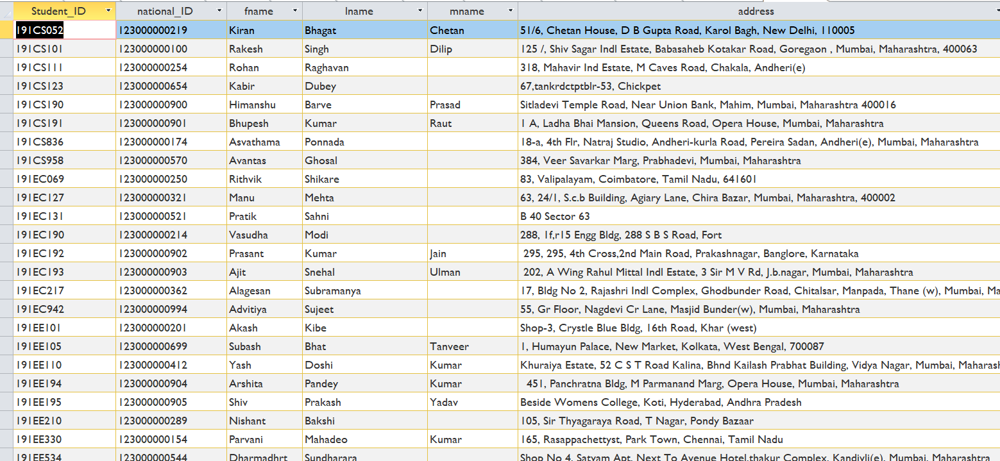 Student_ID national_ID fname lname mname address
191CS052 123000000219 Kiran Bhagat Chetan 51/6, Chetan House, D B Gupta Road, Karol Bagh, New Delhi, 110005
191CS101 123000000100 Rakesh Singh Dilip 125 /, Shiv Sagar Indl Estate, Babasaheb Kotakar Road, Goregaon , Mumbai, Maharashtra, 400063
191CS111 123000000254 Rohan Raghavan 318, Mahavir Ind Estate, M Caves Road, Chakala, Andheri(e)
191CS123 123000000654 Kabir Dubey 67,tankrdctptblr-53, Chickpet
191CS190 123000000900 Himanshu Barve Prasad Sitladevi Temple Road, Near Union Bank, Mahim, Mumbai, Maharashtra 400016
191CS191 123000000901 Bhupesh Kumar Raut 1 A, Ladha Bhai Mansion, Queens Road, Opera House, Mumbai, Maharashtra
191CS836 123000000174 Asvathama Ponnada 18-a, 4th Flr, Natraj Studio, Andheri-kurla Road, Pereira Sadan, Andheri(e), Mumbai, Maharashtra
191CS958 123000000570 Avantas Ghosal 384, Veer Savarkar Marg, Prabhadevi, Mumbai, Maharashtra
191EC069 123000000250 Rithvik Shikare 83, Valipalayam, Coimbatore, Tamil Nadu, 641601
191EC127 123000000321 Manu Mehta 63, 24/1, S.c.b Building, Agiary Lane, Chira Bazar, Mumbai, Maharashtra, 400002
191EC131 123000000521 Pratik Sahni B 40 Sector 63
191EC190 123000000214 Vasudha Modi 288, 1f,r15 Engg Bldg, 288 S B S Road, Fort
191EC192 123000000902 Prasant Kumar Jain 295, 295, 4th Cross,2nd Main Road, Prakashnagar, Banglore, Karnataka
191EC193 123000000903 Ajit Snehal Ulman 202, A Wing Rahul Mittal Indl Estate, 3 Sir M V Rd, J.b.nagar, Mumbai, Maharashtra
191EC217 123000000362 Alagesan Subramanya 17, Bldg No 2, Rajashri Indl Complex, Ghodbunder Road, Chitalsar, Manpada, Thane (w), Mumbai, Ma
191EC942 123000000994 Advitiya Sujeet 55, Gr Floor, Nagdevi Cr Lane, Masjid Bunder(w), Mumbai, Maharashtra
191EE101 123000000201 Akash Kibe Shop-3, Crystle Blue Bldg, 16th Road, Khar (west)
191EE105 123000000699 Subash Bhat Tanveer 1, Humayun Palace, New Market, Kolkata, West Bengal, 700087
191EE110 123000000412 Yash Doshi Kumar Khuraiya Estate, 52 C S T Road Kalina, Bhnd Kailash Prabhat Building, Vidya Nagar, Mumbai, Maharash
191EE194 123000000904 Arshita Pandey Kumar 451, Panchratna Bldg, M Parmanand Marg, Opera House, Mumbai, Maharashtra
191EE195 123000000905 Shiv Prakash Yadav Beside Womens College, Koti, Hyderabad, Andhra Pradesh
191EE210 123000000289 Nishant Bakshi 105, Sir Thyagaraya Road, T Nagar, Pondy Bazaar
191EE330 123000000154 Parvani Mahadeo Kumar 165, Rasappachettyst, Park Town, Chennai, Tamil Nadu
191EE534 123000000544 Dharmadhrt Sundharara Shop No 4, Satyam Apt, Next To Avenue Hotel,thakur Complex, Kandivli(e), Mumbai, Maharashtra